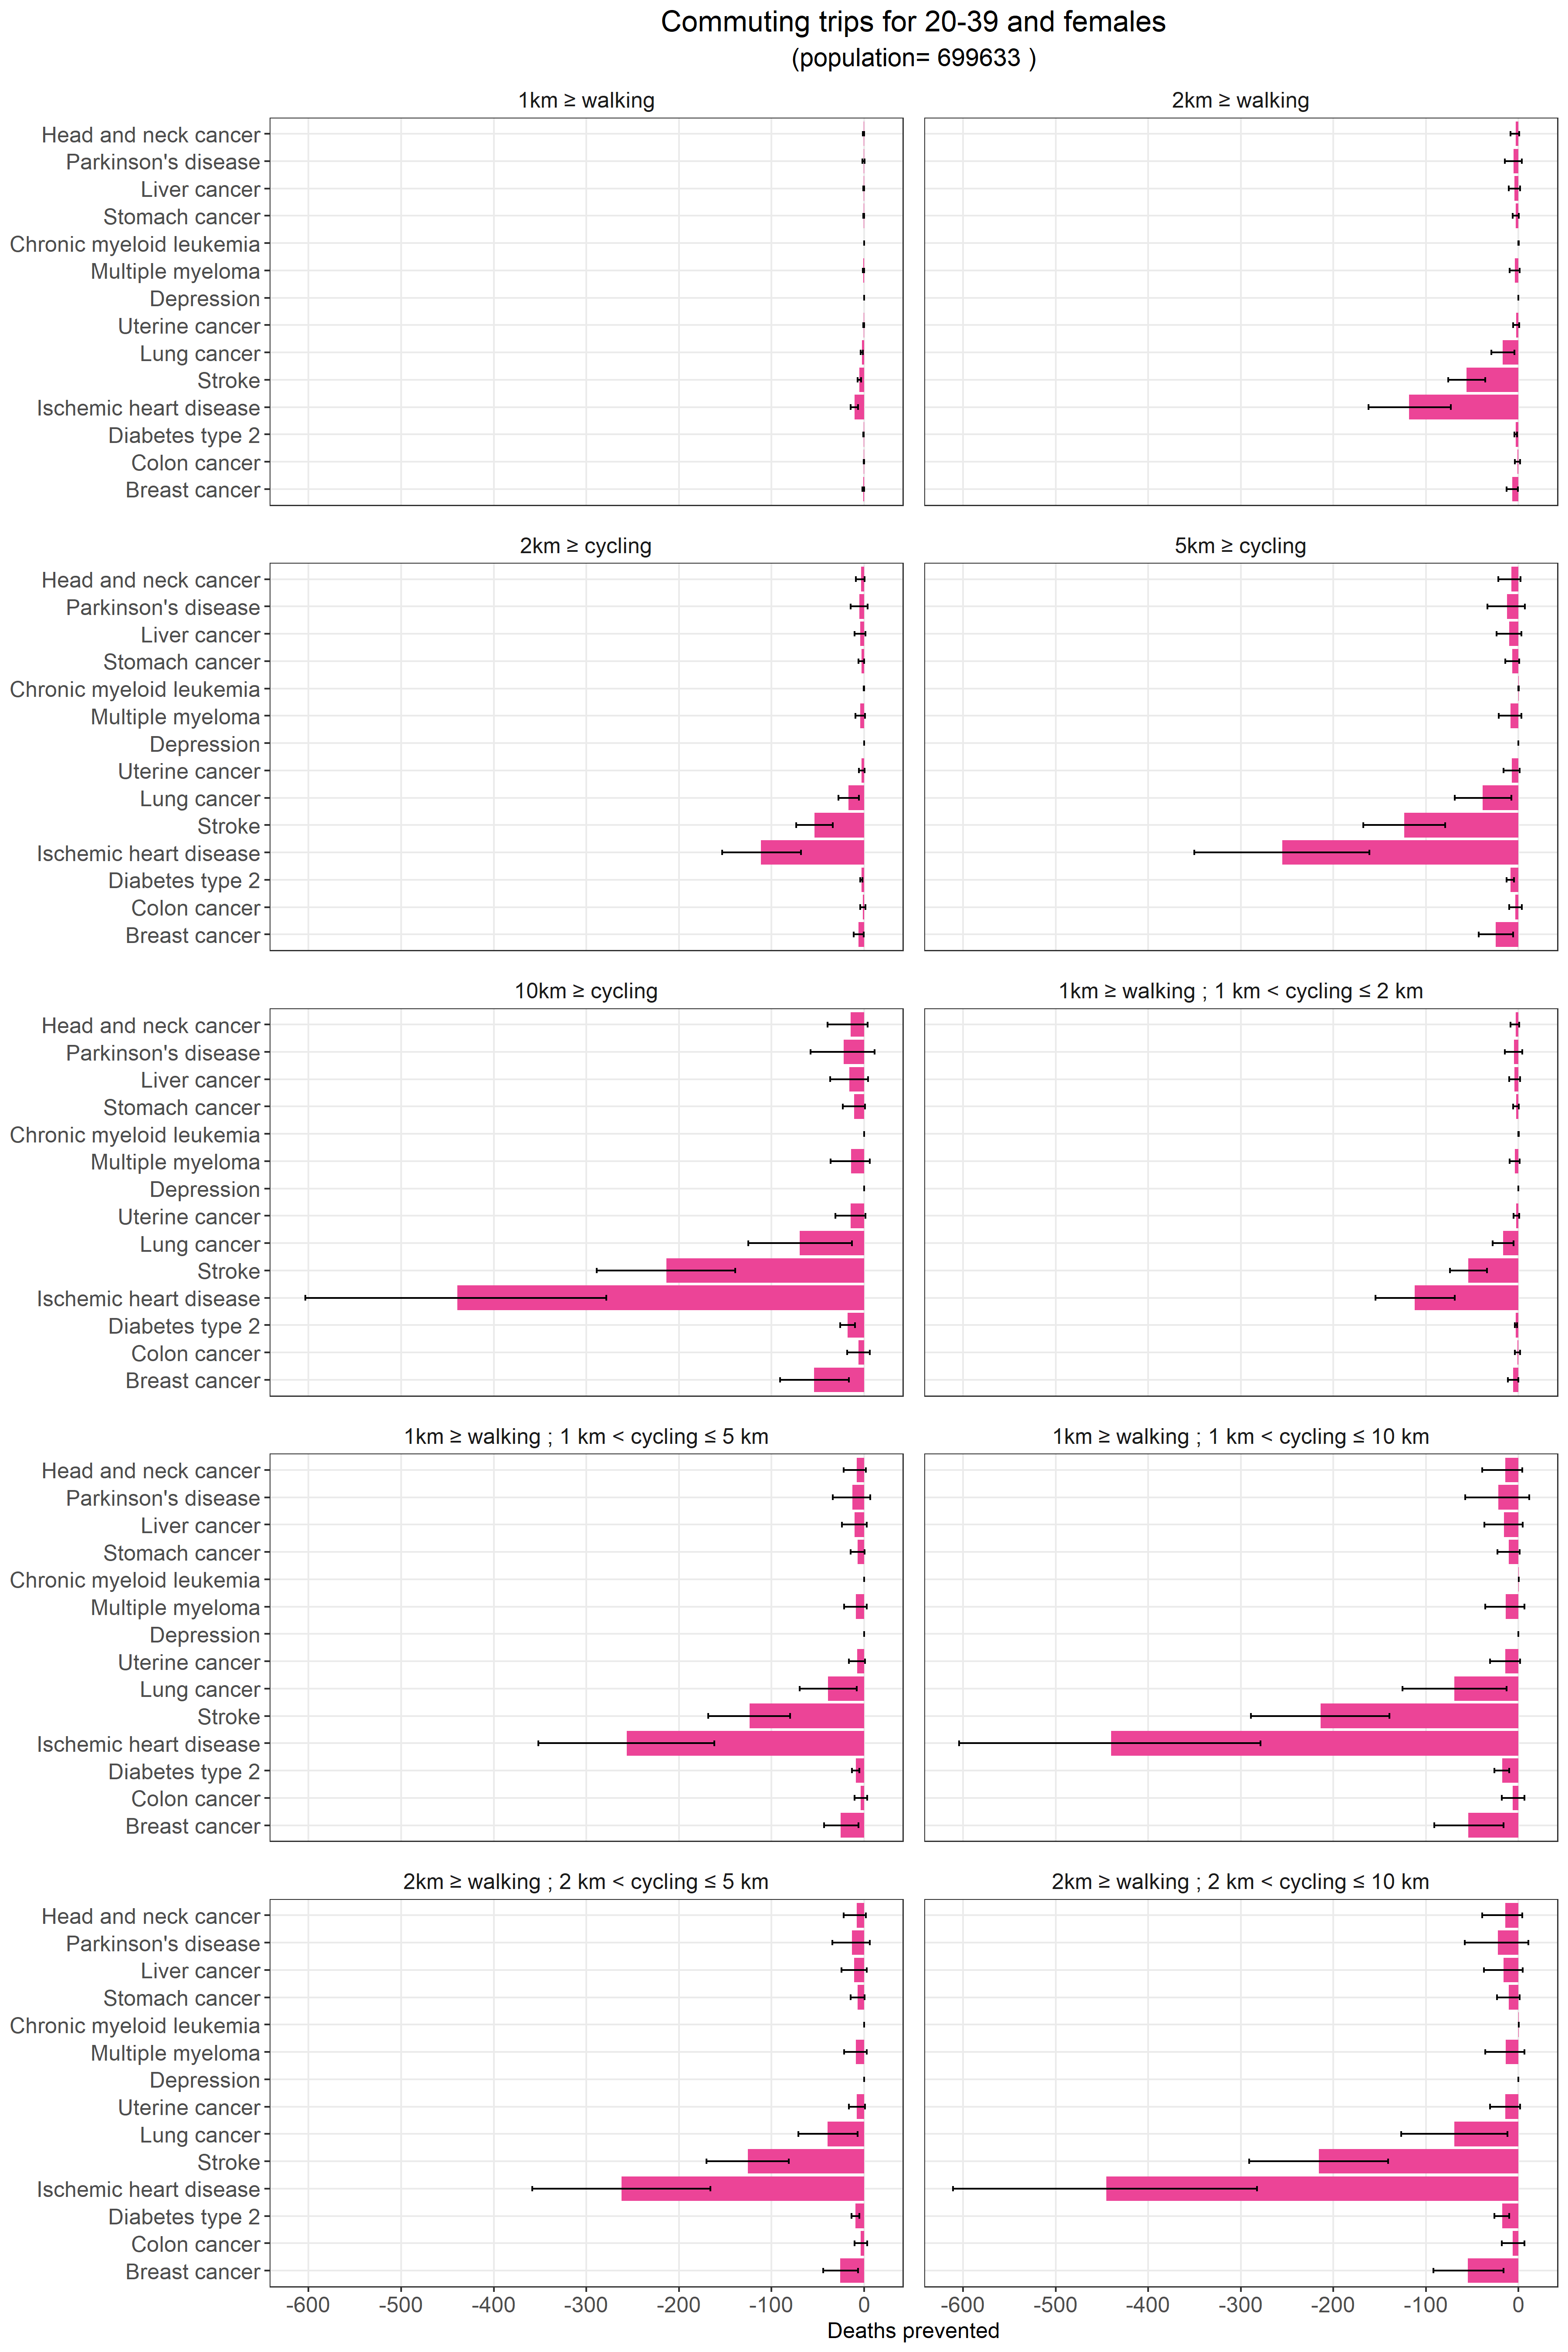 Commuting trips for 20-39 and females
(population= 699633 )
1km ≥ walking
2km ≥ walking
Head and neck cancer
Parkinson's disease
Liver cancer
Stomach cancer
Chronic myeloid leukemia
Multiple myeloma
Depression
Uterine cancer
Lung cancer
Stroke
Ischemic heart disease
Diabetes type 2
Colon cancer
Breast cancer
2km ≥ cycling
5km ≥ cycling
Head and neck cancer
Parkinson's disease
Liver cancer
Stomach cancer
Chronic myeloid leukemia
Multiple myeloma
Depression
Uterine cancer
Lung cancer
Stroke
Ischemic heart disease
Diabetes type 2
Colon cancer
Breast cancer
10km ≥ cycling
1km ≥ walking ; 1 km < cycling ≤ 2 km
Head and neck cancer
Parkinson's disease
Liver cancer
Stomach cancer
Chronic myeloid leukemia
Multiple myeloma
Depression
Uterine cancer
Lung cancer
Stroke
Ischemic heart disease
Diabetes type 2
Colon cancer
Breast cancer
1km ≥ walking ; 1 km < cycling ≤ 5 km
1km ≥ walking ; 1 km < cycling ≤ 10 km
Head and neck cancer
Parkinson's disease
Liver cancer
Stomach cancer
Chronic myeloid leukemia
Multiple myeloma
Depression
Uterine cancer
Lung cancer
Stroke
Ischemic heart disease
Diabetes type 2
Colon cancer
Breast cancer
2km ≥ walking ; 2 km < cycling ≤ 5 km
2km ≥ walking ; 2 km < cycling ≤ 10 km
Head and neck cancer
Parkinson's disease
Liver cancer
Stomach cancer
Chronic myeloid leukemia
Multiple myeloma
Depression
Uterine cancer
Lung cancer
Stroke
Ischemic heart disease
Diabetes type 2
Colon cancer
Breast cancer
-600 -500 -400 -300 -200 -100 0
-600 -500 -400 -300 -200 -100 0
Deaths prevented